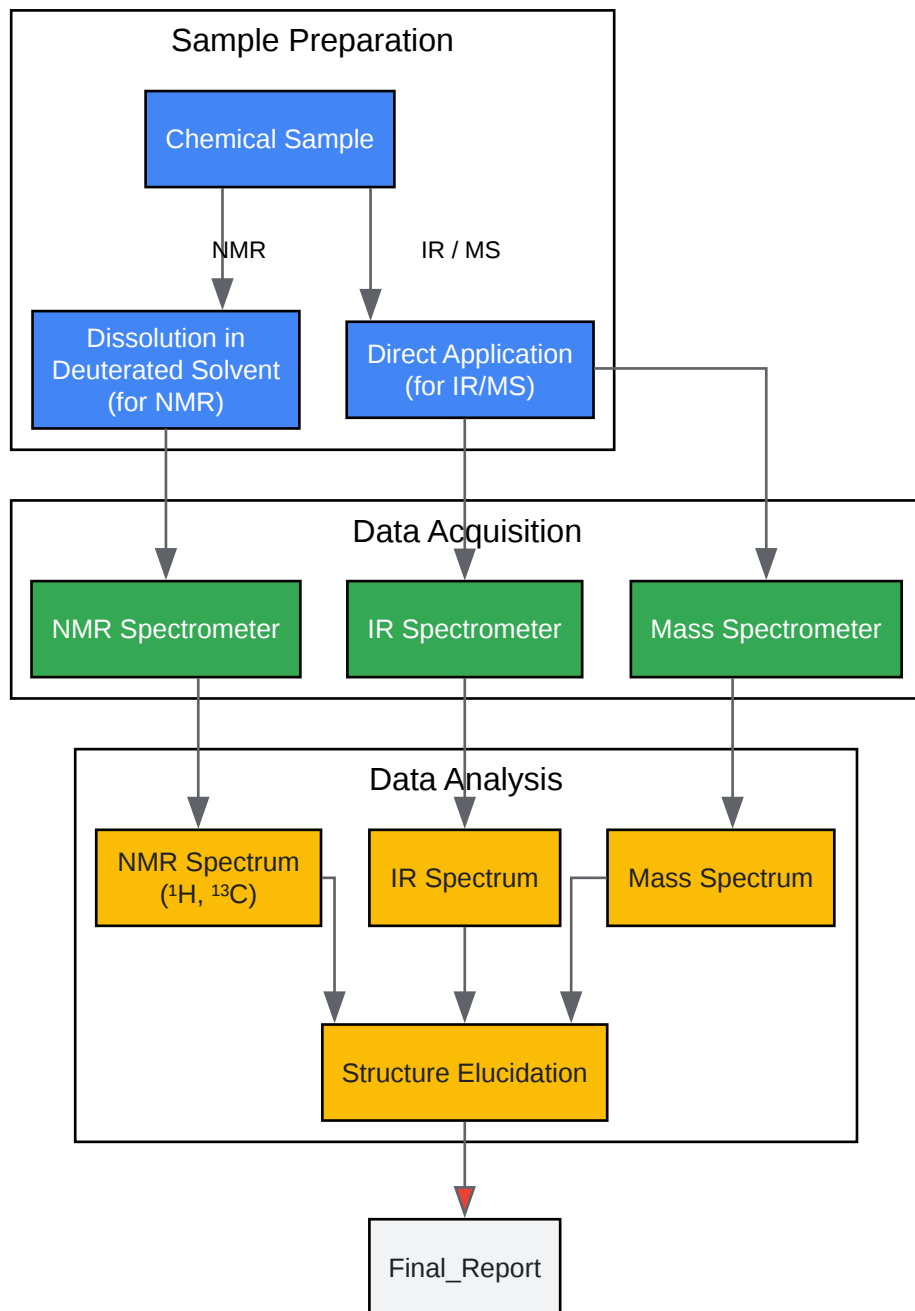 Sample Preparation
Chemical Sample
NMR
IR / MS
Dissolution in
Deuterated Solvent
(for NMR)
Direct Application
(for IR/MS)
Data Acquisition
NMR Spectrometer
IR Spectrometer
Mass Spectrometer
Data Analysis
NMR Spectrum
(¹H, ¹³C)
IR Spectrum
Mass Spectrum
Structure Elucidation
Final_Report